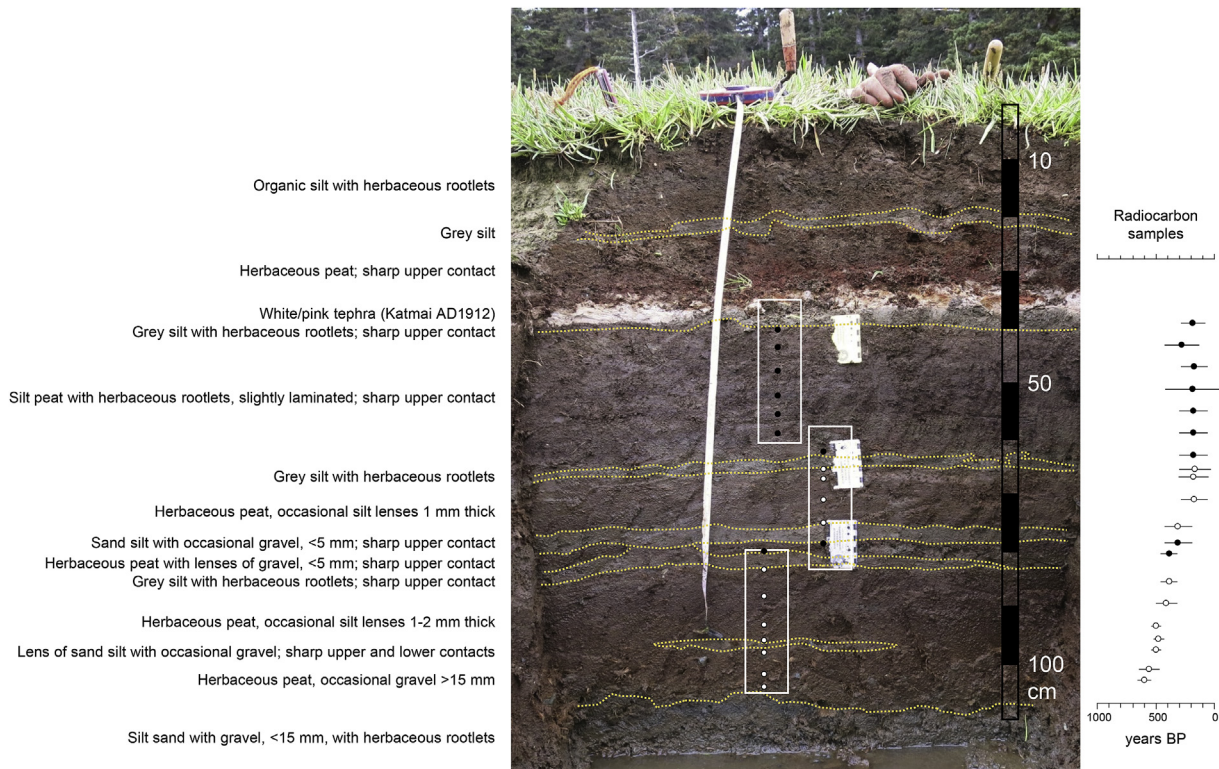 Organic silt with herbaceous rootlets
Grey silt
Herbaceous peat; sharp upper contact
White/pink tephra (Katmai AD1912)
Grey silt with herbaceous rootlets; sharp upper contact
Silt peat with herbaceous rootlets, slightly laminated; sharp upper contact
Grey silt with herbaceous rootlets
Herbaceous peat, occasional silt lenses 1 mm thick
Sand silt with occasional gravel, <5 mm; sharp upper contact
Herbaceous peat with lenses of gravel, <5 mm; sharp upper contact
Grey silt with herbaceous rootlets; sharp upper contact
Herbaceous peat, occasional silt lenses 1-2 mm thick
Lens of sand silt with occasional gravel; sharp upper and lower contacts
Herbaceous peat, occasional gravel >15 mm
Silt sand with gravel, <15 mm, with herbaceous rootlets
10
50
100
cm
Radiocarbon
samples
1000 500 0
years BP